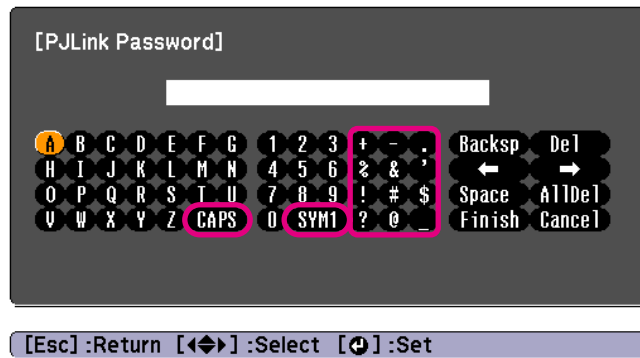 [PJLink Password]
A B C D E F G 1 2 3 + - . Backsp Del
H I J K L M N 4 5 6 % & ’ ← →
O P Q R S T U 7 8 9 ! # $ Space AllDel
V W X Y Z CAPS 0 SYM1 ? @ _ Finish Cancel
[Esc] :Return [◀◆▶] :Select [↵] :Set